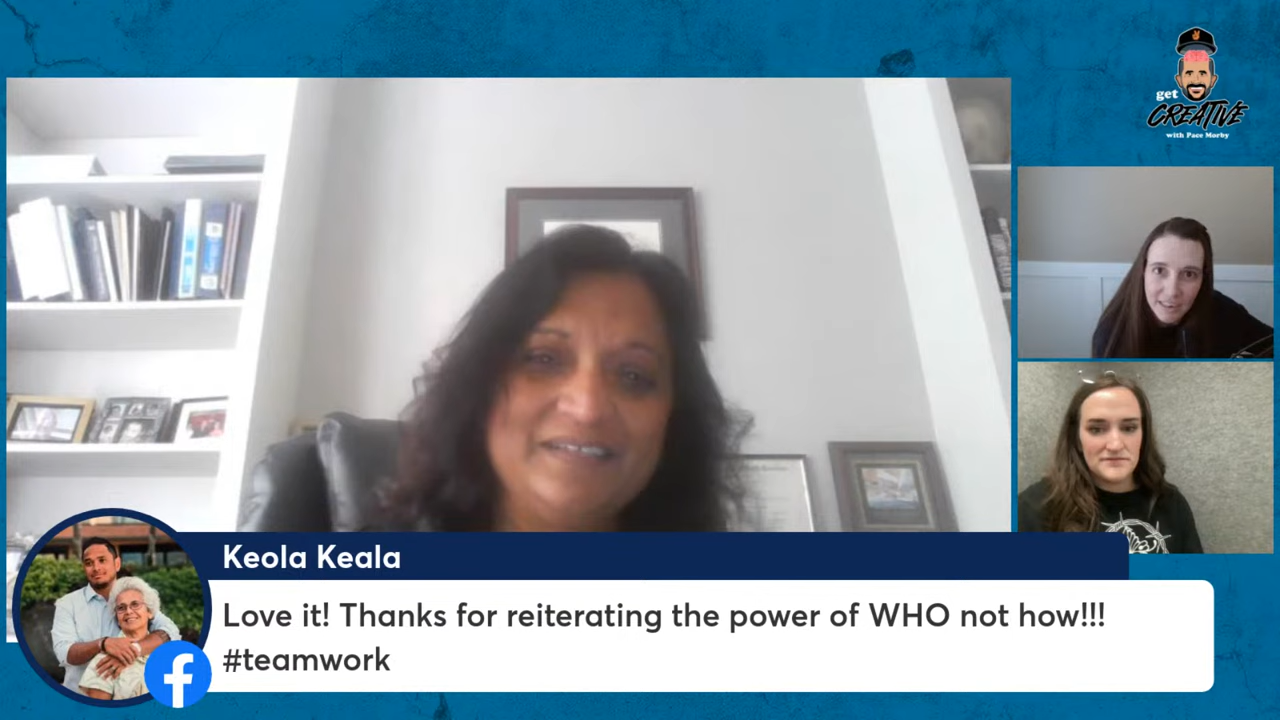 get
CREATIVE
with Pace Morby
Keola Keala
Love it! Thanks for reiterating the power of WHO not how!!!
#teamwork